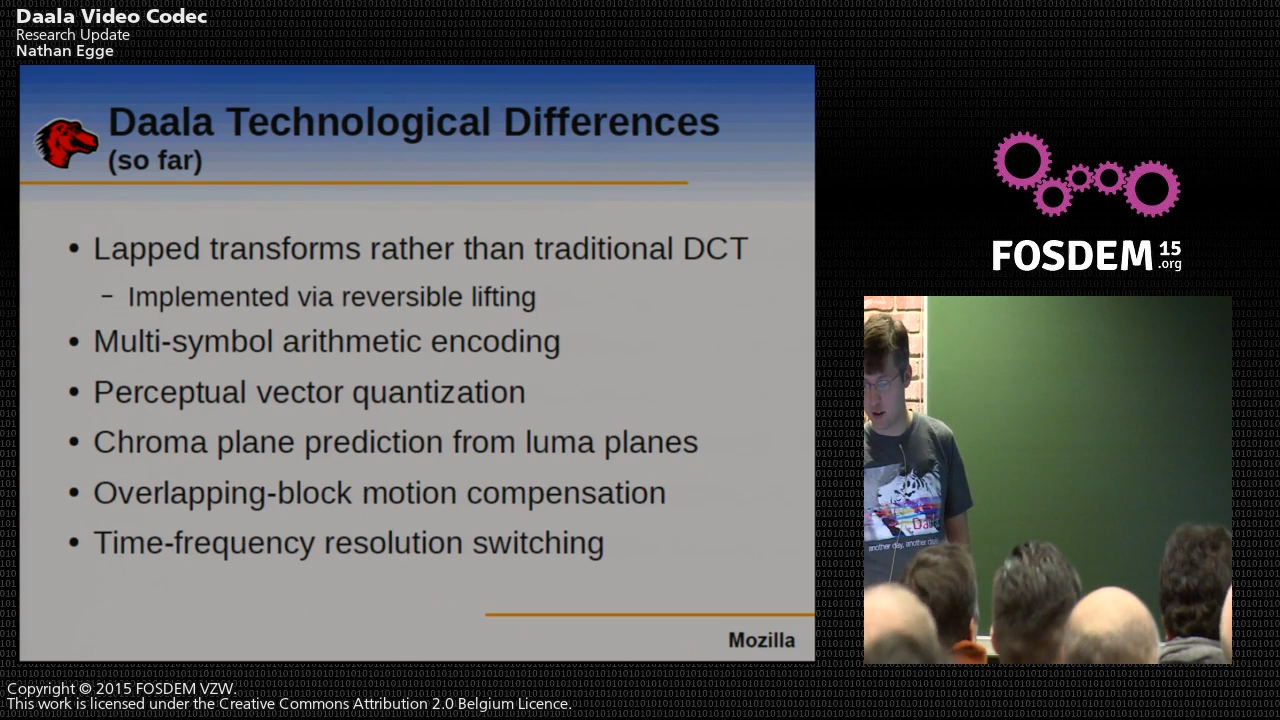 Daala Video Codec
Research Update
Nathan Egge
Daala Technological Differences
(so far)
• Lapped transforms rather than traditional DCT
– Implemented via reversible lifting
• Multi-symbol arithmetic encoding
• Perceptual vector quantization
• Chroma plane prediction from luma planes
• Overlapping-block motion compensation
• Time-frequency resolution switching
Mozilla
FOSDEM 15
.org
another day, another
Copyright © 2015 FOSDEM VZW.
This work is licensed under the Creative Commons Attribution 2.0 Belgium Licence.